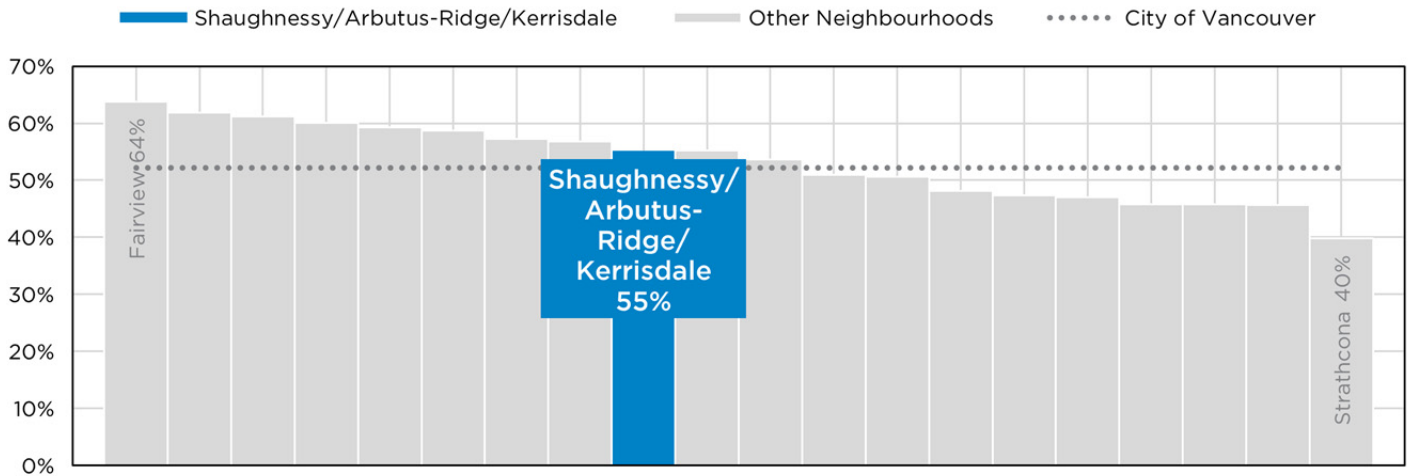 Shaughnessy/Arbutus-Ridge/Kerrisdale
Other Neighbourhoods
City of Vancouver
70%
60%
50%
40%
30%
20%
10%
0%
Fairview 64%
Shaughnessy/
Arbutus-
Ridge/
Kerrisdale
55%
Strathcona 40%